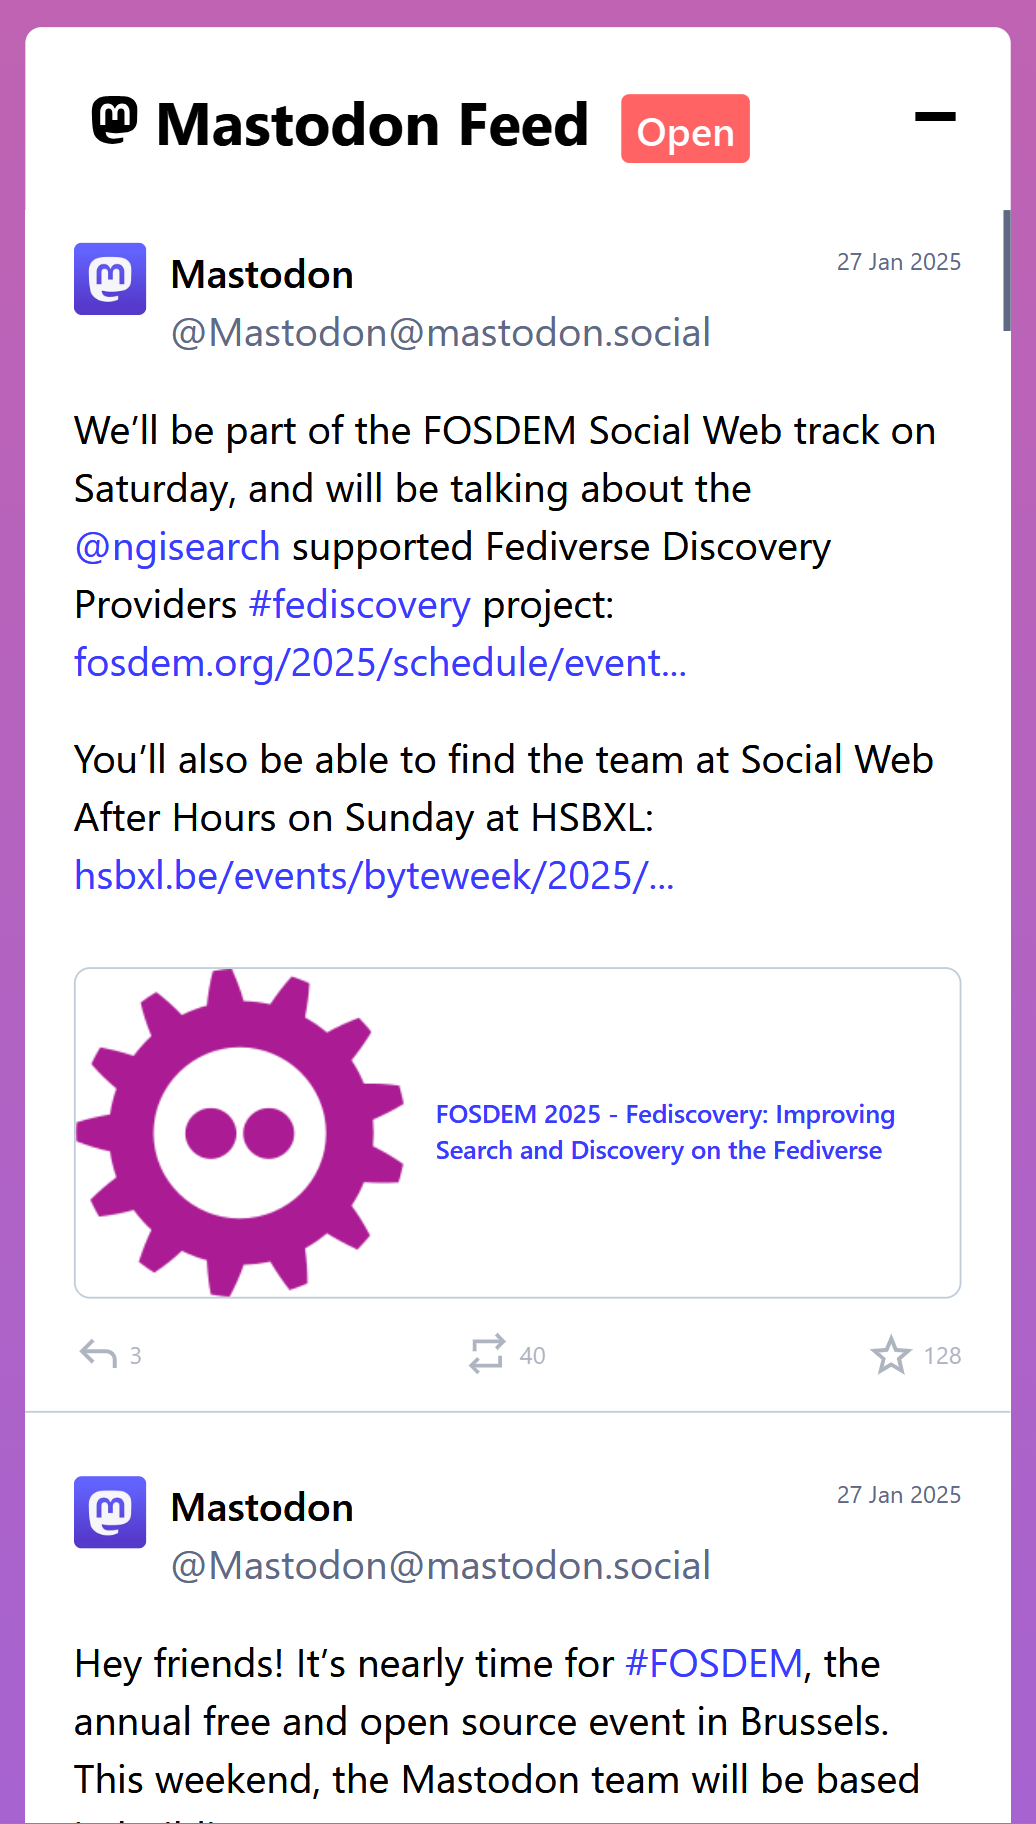 Mastodon Feed Open
Mastodon
27 Jan 2025
@Mastodon@mastodon.social
We’ll be part of the FOSDEM Social Web track on
Saturday, and will be talking about the
@ngisearch supported Fediverse Discovery
Providers #fediscovery project:
fosdem.org/2025/schedule/event...
You’ll also be able to find the team at Social Web
After Hours on Sunday at HSBXL:
hsbxl.be/events/byteweek/2025/...
FOSDEM 2025 - Fediscovery: Improving
Search and Discovery on the Fediverse
3 40 128
Mastodon
27 Jan 2025
@Mastodon@mastodon.social
Hey friends! It’s nearly time for #FOSDEM, the
annual free and open source event in Brussels.
This weekend, the Mastodon team will be based